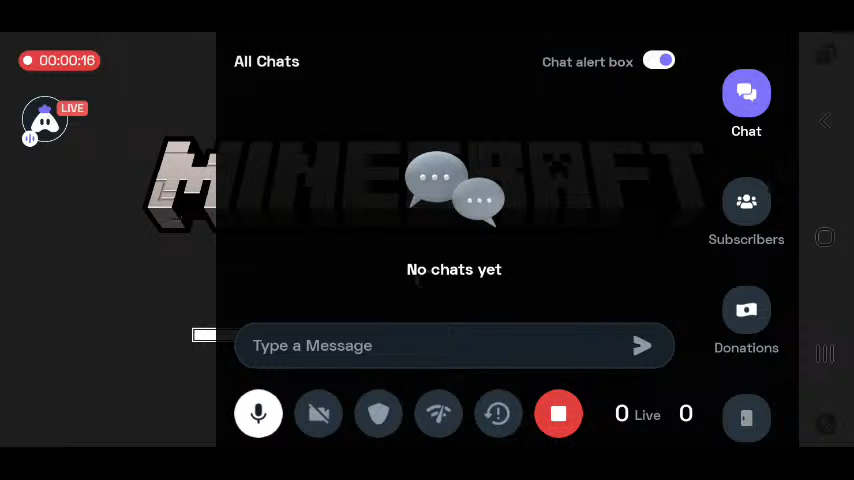 00:00:16
All Chats
Chat alert box
LIVE
Chat
MINECRAFT
Subscribers
No chats yet
Donations
Type a Message
0 Live 0